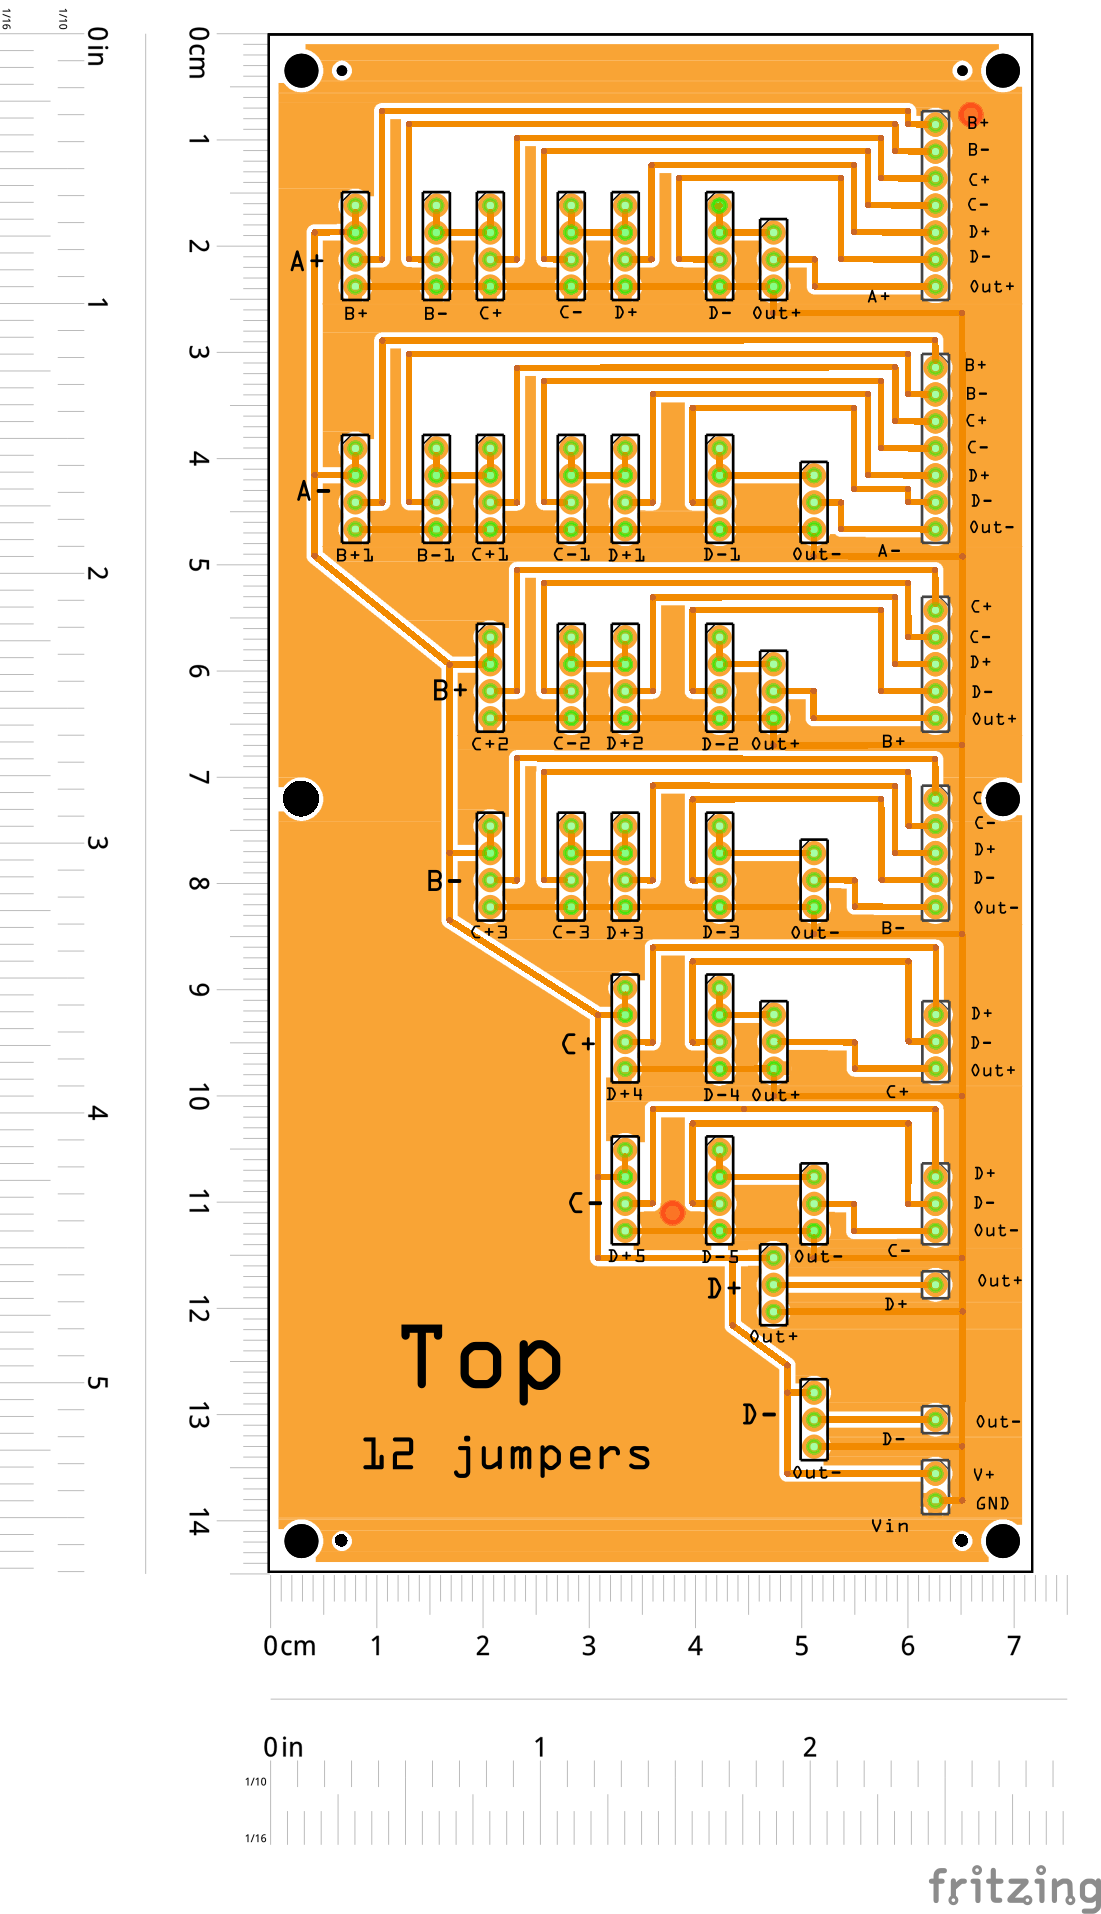 1/16 1/10 0in 0cm
B+
B-
1
C+
C-
D+
2
D-
A+
Out+
A+
1
B+ B- C+ C- D+ D- Out+
3
B+
B-
C+
C-
4
D+
A-
D-
Out-
A-
B+1 B-1 C+1 C-1 D+1 D-1 Out-
5
2
C+
C-
D+
6
B+
D-
Out+
B+
C+2 C-2 D+2 D-2 Out+
7
C
C-
3
D+
D-
8
B-
Out-
B-
C+3 C-3 D+3 D-3 Out-
9
D+
D-
C+
Out+
C+
D+4 D-4 Out+
10
4
D+
11
C-
D-
Out-
C-
D+5 D-5 Out-
Out+
D+
D+
12
Out+
Top
5
D-
13
Out-
D-
12 jumpers
Out-
V+
GND
14
Vin
0cm 1 2 3 4 5 6 7
0in 1 2
1/10
1/16
fritzing